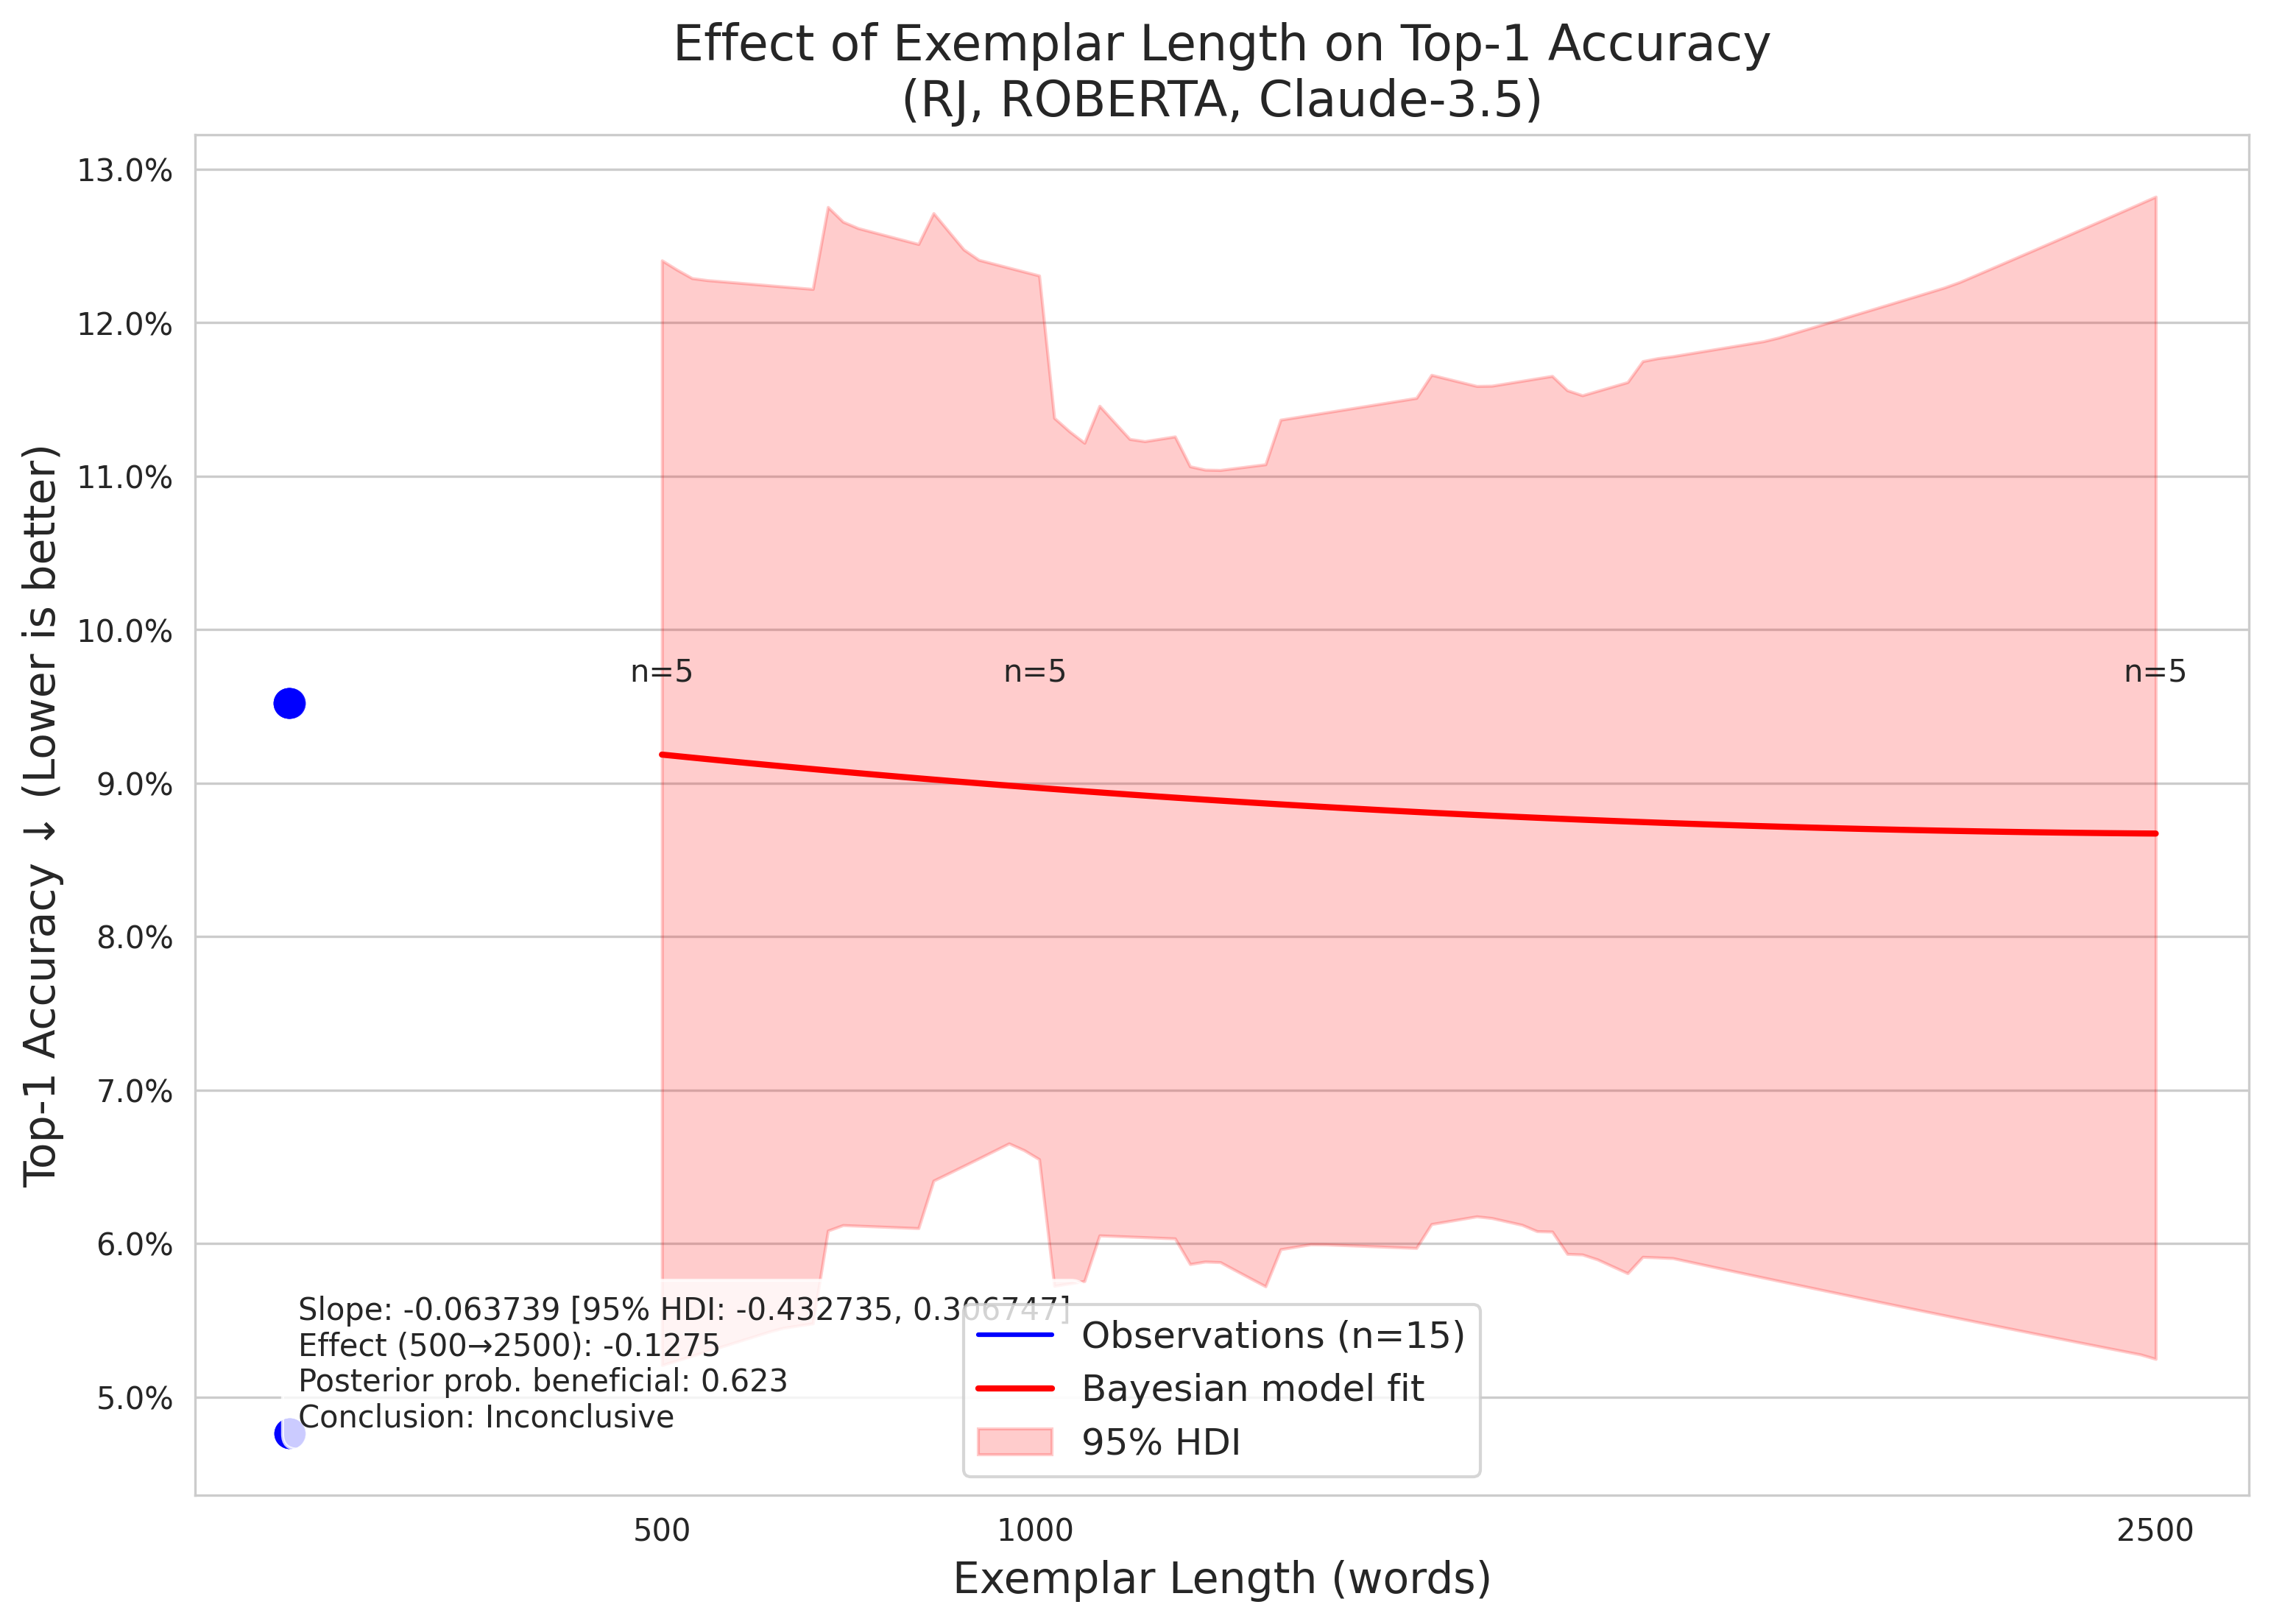 Effect of Exemplar Length on Top-1 Accuracy
(RJ, ROBERTA, Claude-3.5)
Top-1 Accuracy ↓ (Lower is better)
13.0%
12.0%
11.0%
10.0%
9.0%
8.0%
7.0%
6.0%
5.0%
n=5
n=5
n=5
Slope: -0.063739 [95% HDI: -0.432735, 0.306747]
Effect (500→2500): -0.1275
Posterior prob. beneficial: 0.623
Conclusion: Inconclusive
Observations (n=15)
Bayesian model fit
95% HDI
500
1000
2500
Exemplar Length (words)